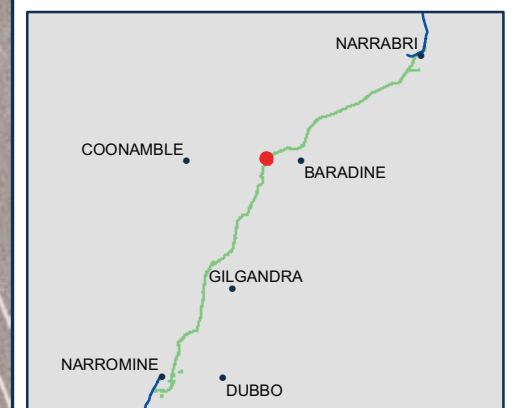 NARRABRI
COONAMBLE
BARADINE
GILGANDRA
NARROMINE
DUBBO